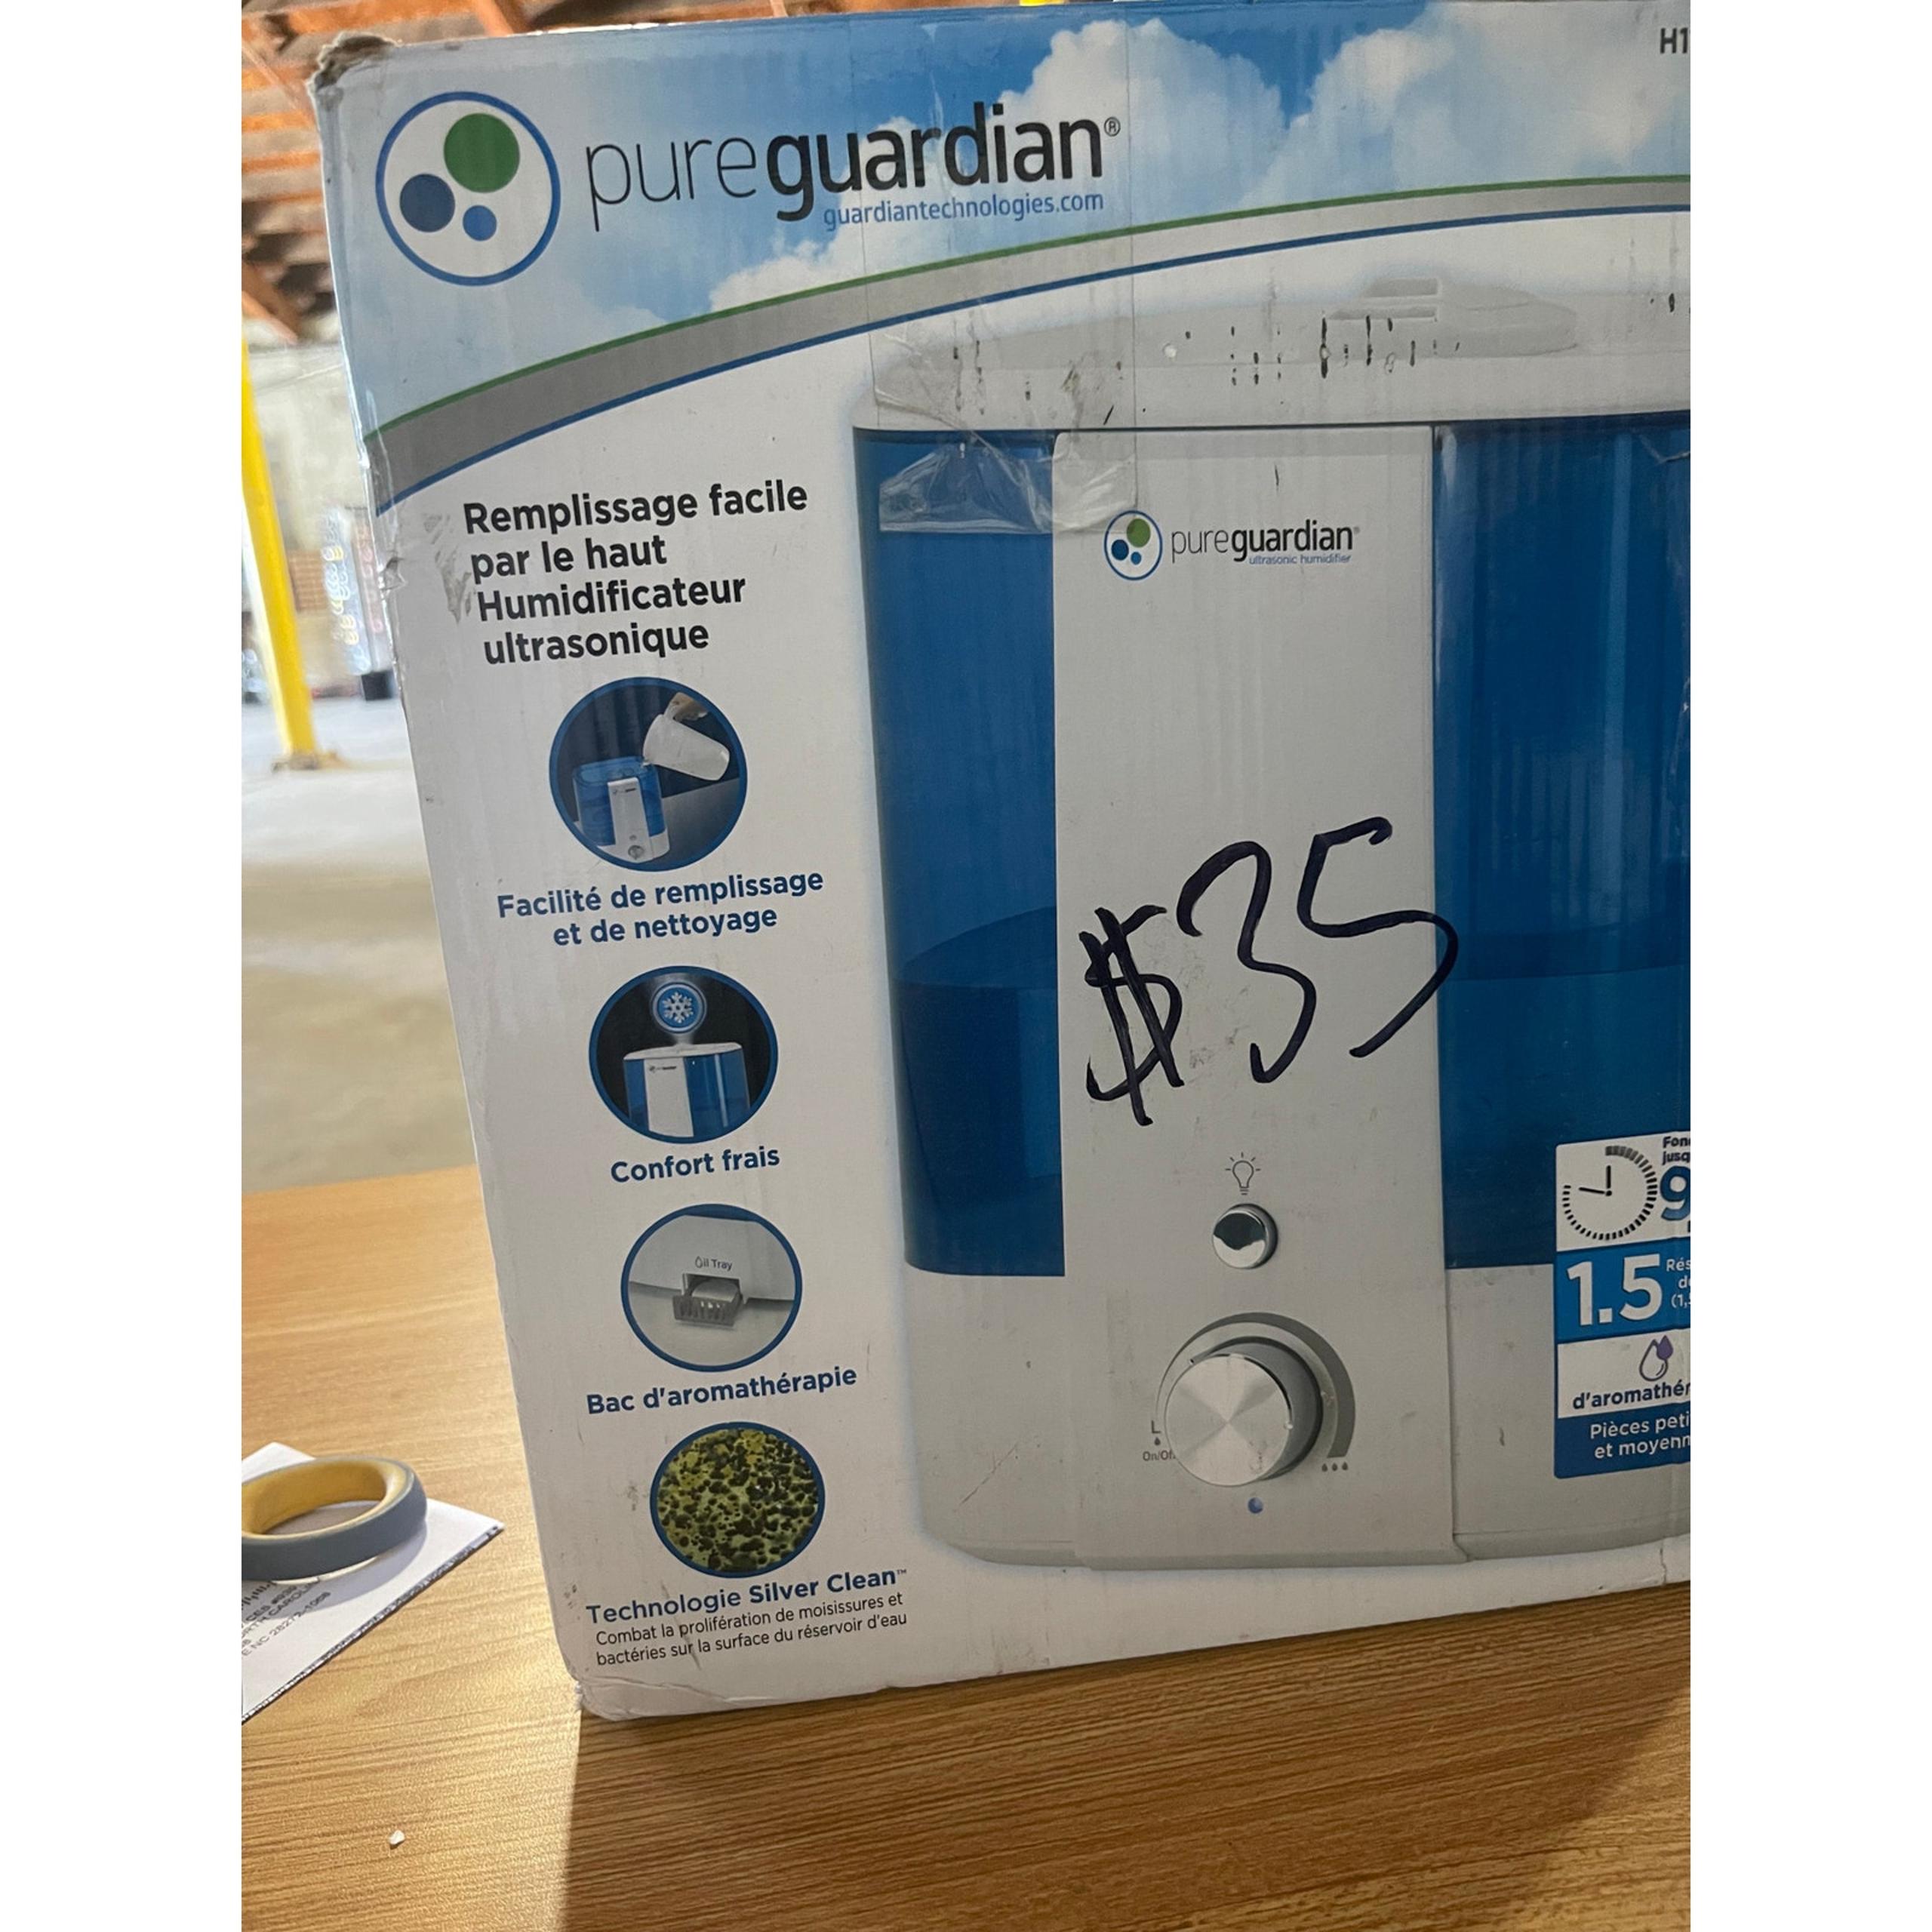 H1
pureguardian®
guardiantechnologies.com
Remplissage facile
par le haut
Humidificateur
ultrasonique
pureguardian®
ultrasonic humidifier
Facilité de remplissage
et de nettoyage
$35
Confort frais
Oil Tray
Bac d'aromathérapie
9
1.5
d'aromathér
Pièces peti
et moyenn
L
On/Off
Technologie Silver Clean™
Combat la prolifération de moisissures et
bactéries sur la surface du réservoir d'eau